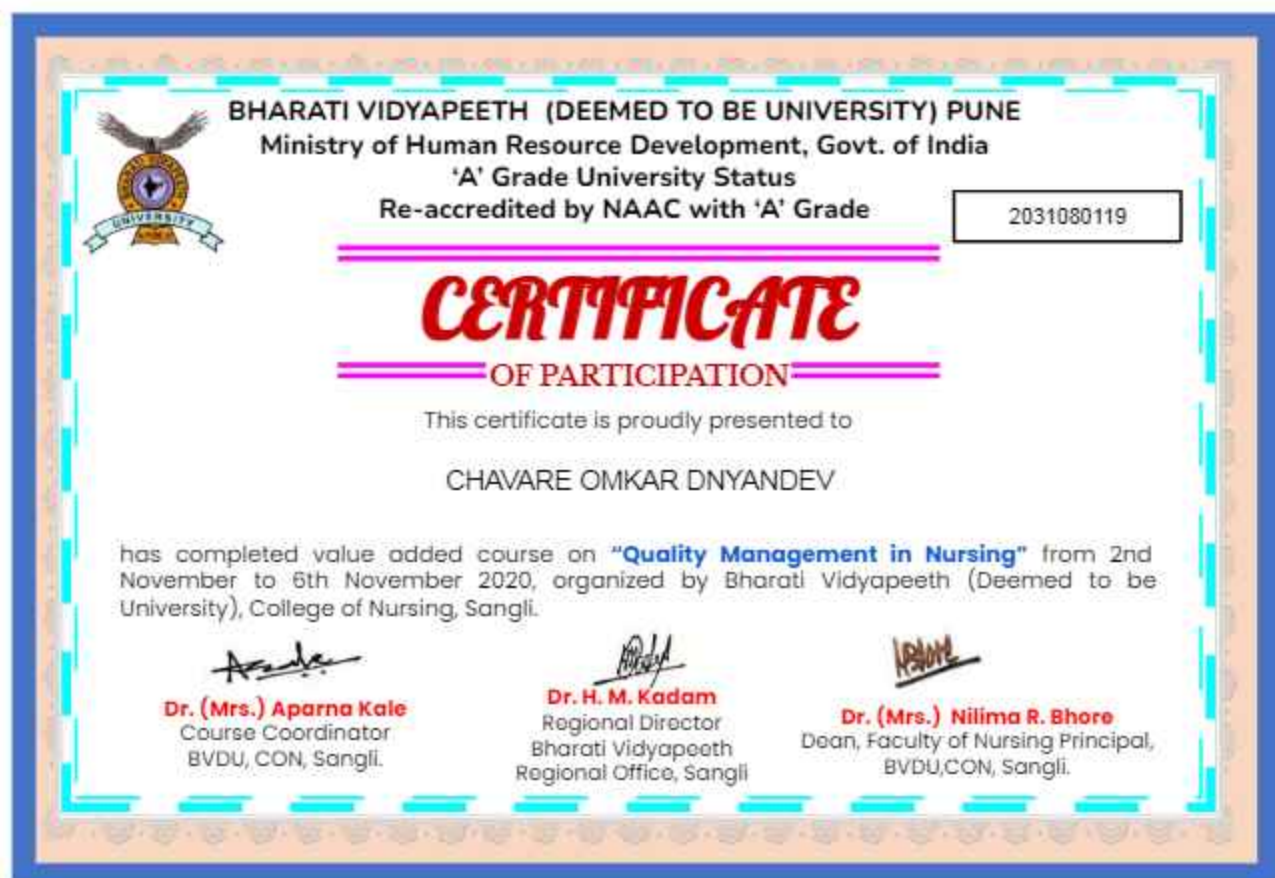 BHARATI VIDYAPEETH (DEEMED TO BE UNIVERSITY) PUNE
Ministry of Human Resource Development, Govt. of India
‘A’ Grade University Status
Re-accredited by NAAC with ‘A’ Grade
2031080119
BHARATI VIDYAPEETH
UNIVERSITY
CERTIFICATE
OF PARTICIPATION
This certificate is proudly presented to
CHAVARE OMKAR DNYANDEV
has completed value added course on “Quality Management in Nursing” from 2nd
November to 6th November 2020, organized by Bharati Vidyapeeth (Deemed to be
University), College of Nursing, Sangli.
Dr. (Mrs.) Aparna Kale
Course Coordinator
BVDU, CON, Sangli.
Dr. H. M. Kadam
Regional Director
Bharati Vidyapeeth
Regional Office, Sangli
Dr. (Mrs.) Nilima R. Bhore
Dean, Faculty of Nursing Principal,
BVDU,CON, Sangli.